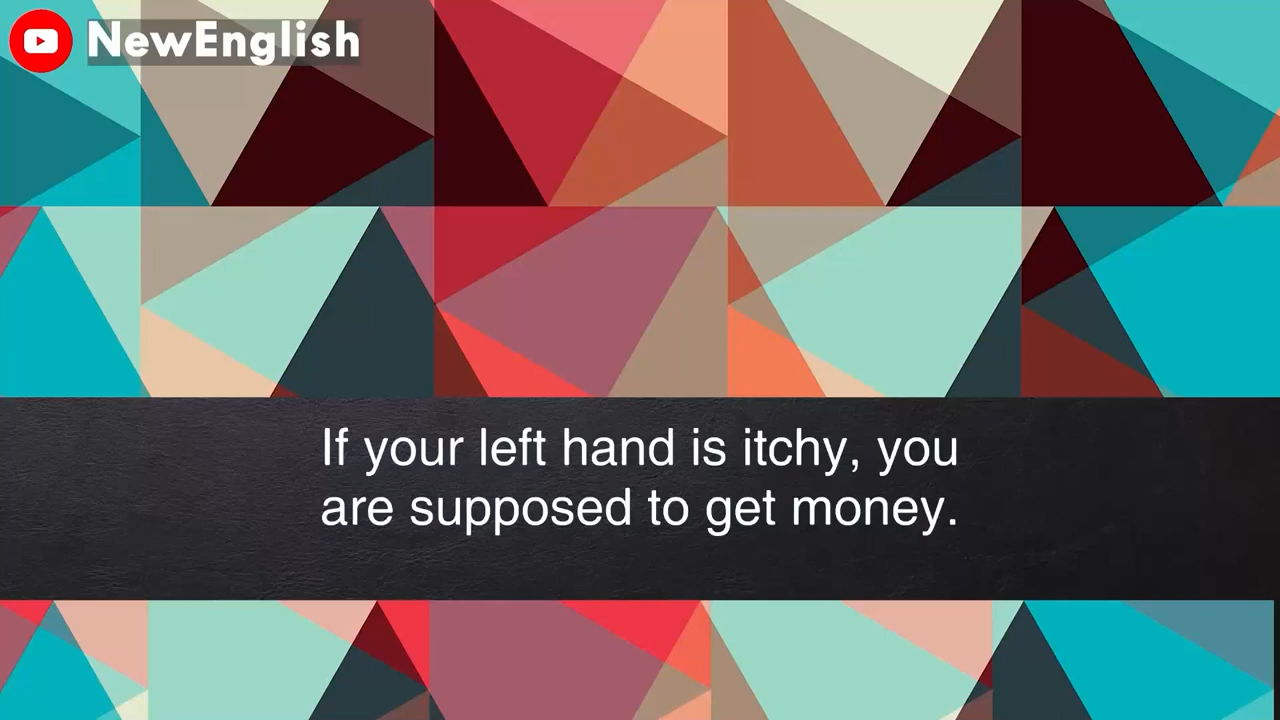 NewEnglish
If your left hand is itchy, you
are supposed to get money.